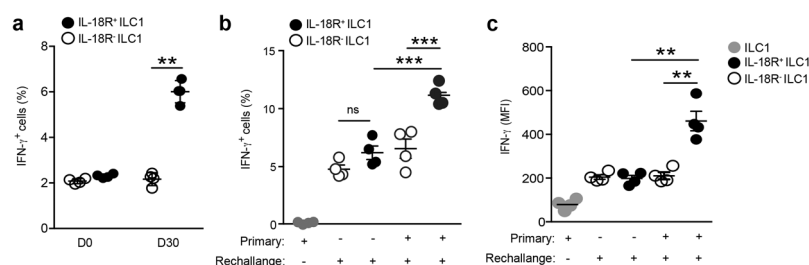 a
IL-18R⁺ ILC1
IL-18R⁻ ILC1
IFN-γ⁺ cells (%)
8
6
4
2
0
**
D0
D30
b
IL-18R⁺ ILC1
IL-18R⁻ ILC1
IFN-γ⁺ cells (%)
15
10
5
0
ns
***
***
Primary: + - - + +
Rechallange: - + + + +
c
ILC1
IL-18R⁺ ILC1
IL-18R⁻ ILC1
IFN-γ (MFI)
800
600
400
200
0
**
**
Primary: + - - + +
Rechallange: - + + + +